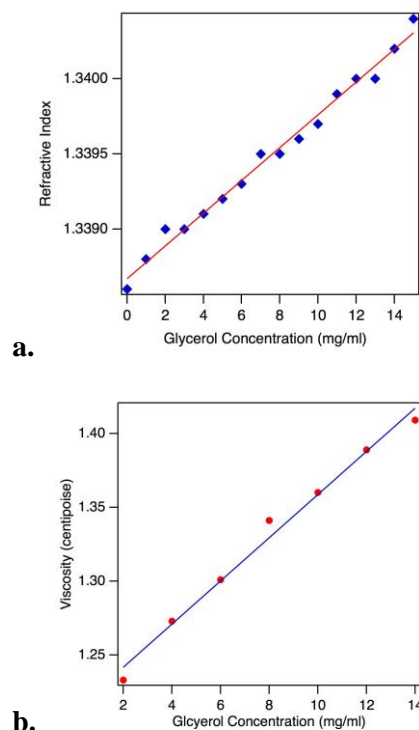 1.3400
1.3395
1.3390
Refractive Index
0 2 4 6 8 10 12 14
Glycerol Concentration (mg/ml)
a.
1.40
1.35
1.30
1.25
Viscosity (centipoise)
2 4 6 8 10 12 14
Glcyerol Concentration (mg/ml)
b.